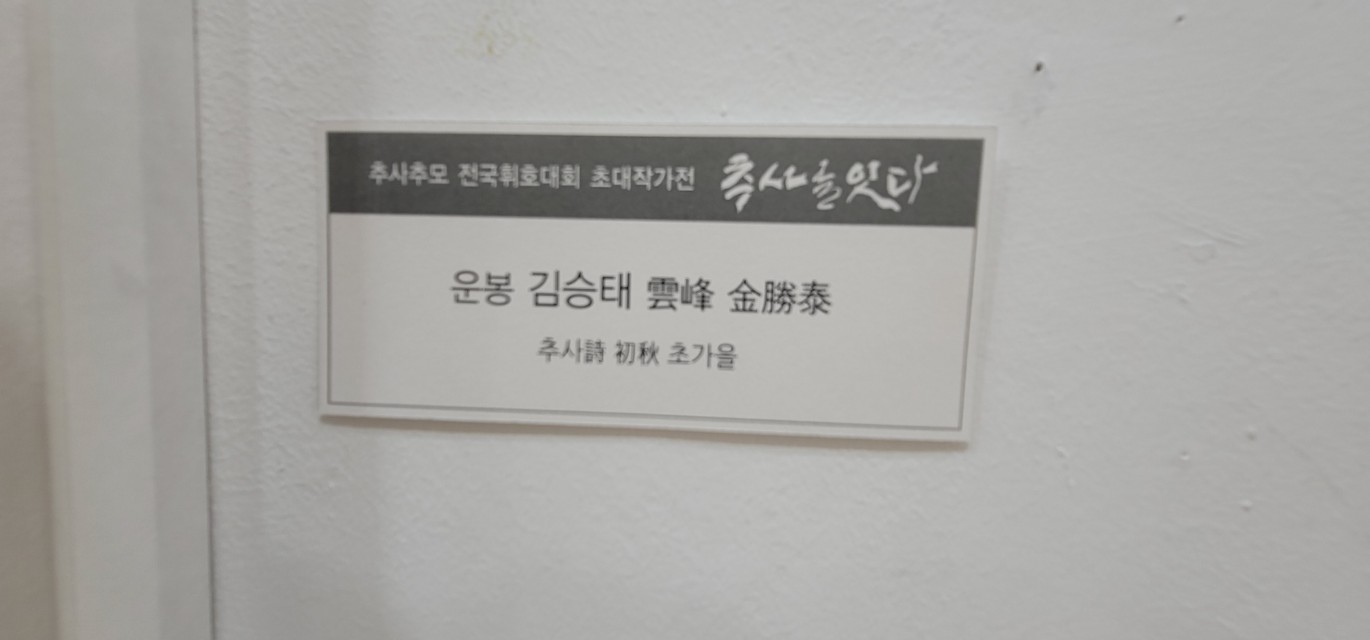 추사추모 전국휘호대회 초대작가전 추사를잇다
운봉 김승태 雲峰 金勝泰
추사詩 初秋 초가을